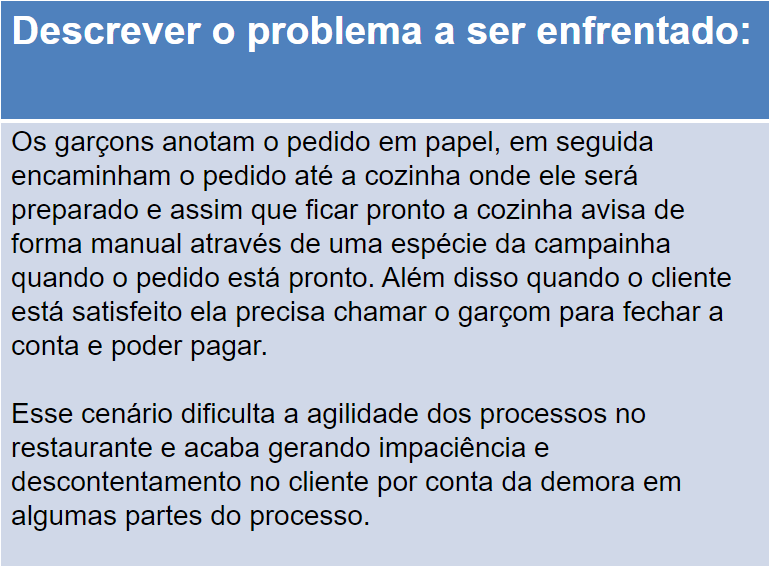 Descrever o problema a ser enfrentado:
Os garçons anotam o pedido em papel, em seguida
encaminham o pedido até a cozinha onde ele será
preparado e assim que ficar pronto a cozinha avisa de
forma manual através de uma espécie da campainha
quando o pedido está pronto. Além disso quando o cliente
está satisfeito ela precisa chamar o garçom para fechar a
conta e poder pagar.
Esse cenário dificulta a agilidade dos processos no
restaurante e acaba gerando impaciência e
descontentamento no cliente por conta da demora em
algumas partes do processo.